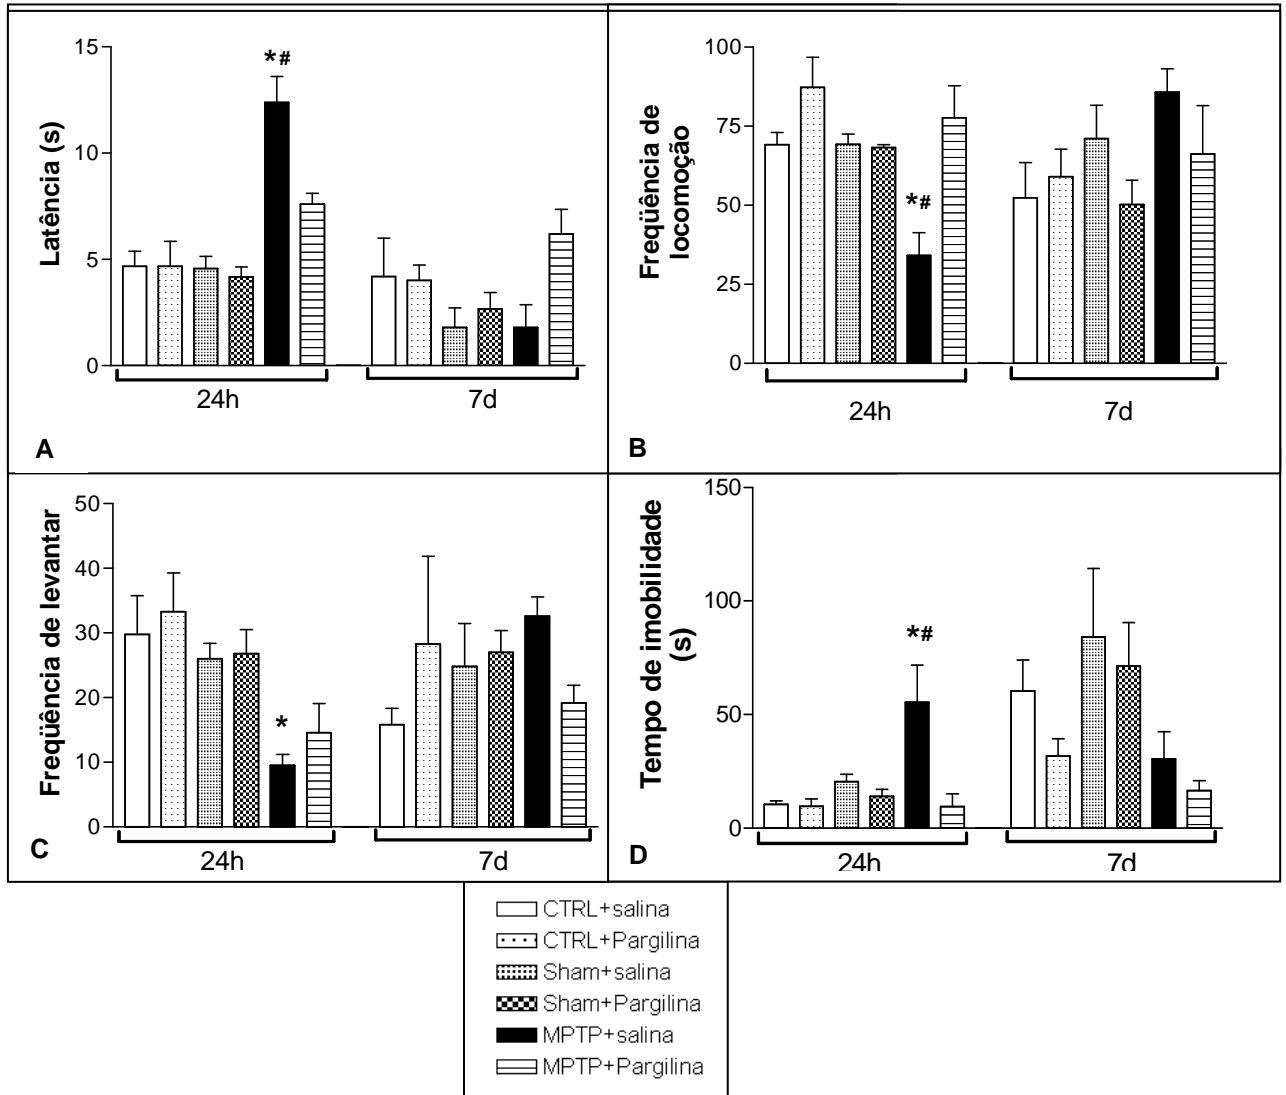 Latência (s)
15
10
5
0
*#
24h
7d
A
Freqüência de
locomoção
100
75
50
25
0
*#
24h
7d
B
Freqüência de levantar
50
40
30
20
10
0
*
24h
7d
C
Tempo de imobilidade
(s)
150
100
50
0
*#
24h
7d
D
CTRL+salina
CTRL+Pargilina
Sham+salina
Sham+Pargilina
MPTP+salina
MPTP+Pargilina